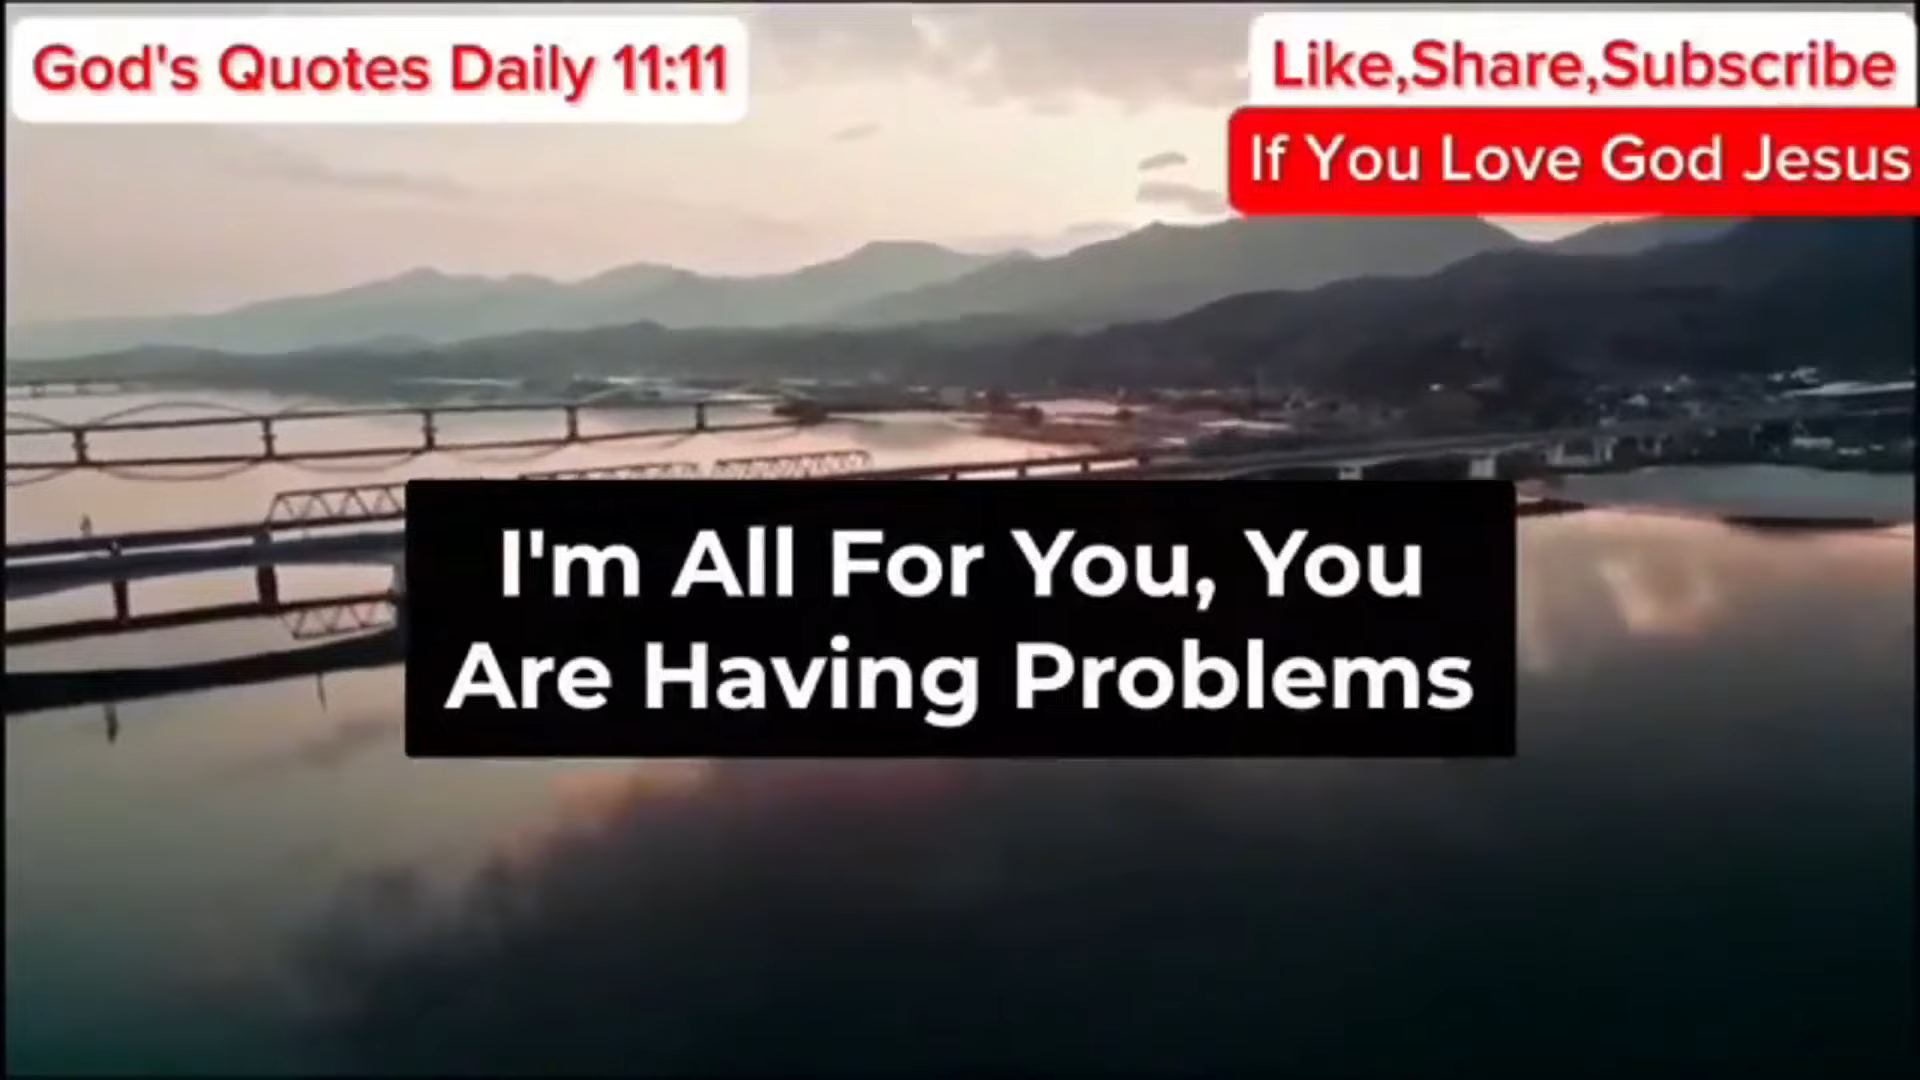 God's Quotes Daily 11:11
Like,Share,Subscribe
If You Love God Jesus
I'm All For You, You
Are Having Problems